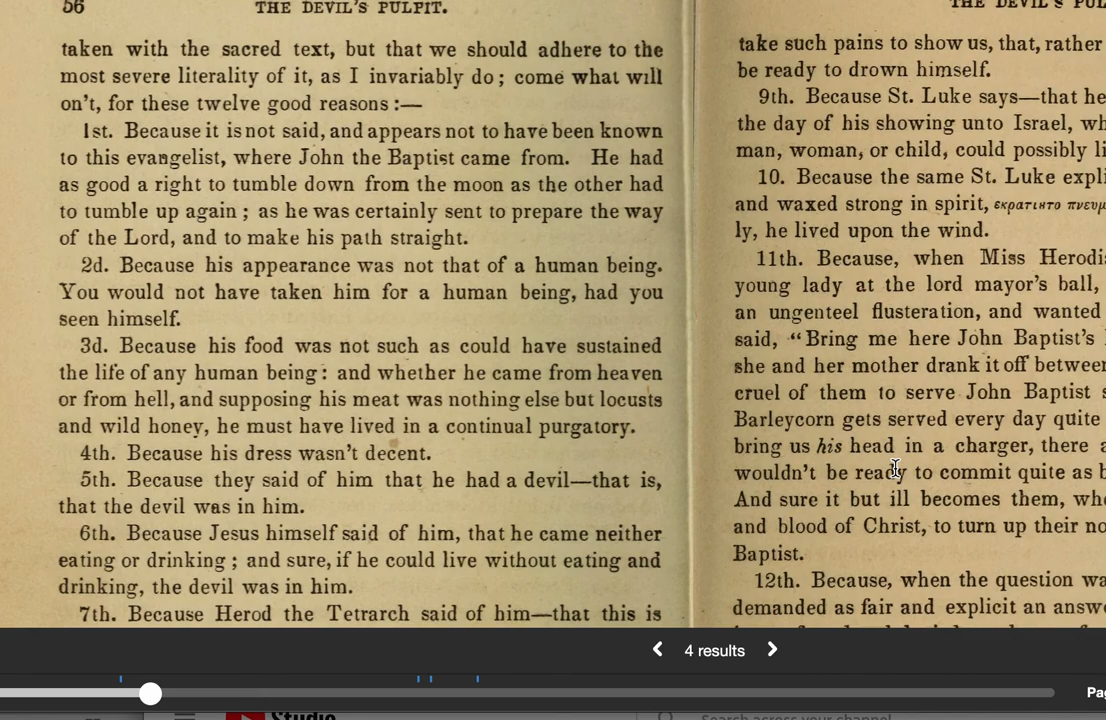 56
THE DEVIL'S PULPIT.
taken with the sacred text, but that we should adhere to the
most severe literality of it, as I invariably do; come what will
on't, for these twelve good reasons :—
1st. Because it is not said, and appears not to have been known
to this evangelist, where John the Baptist came from. He had
as good a right to tumble down from the moon as the other had
to tumble up again; as he was certainly sent to prepare the way
of the Lord, and to make his path straight.
2d. Because his appearance was not that of a human being.
You would not have taken him for a human being, had you
seen himself.
3d. Because his food was not such as could have sustained
the life of any human being: and whether he came from heaven
or from hell, and supposing his meat was nothing else but locusts
and wild honey, he must have lived in a continual purgatory.
4th. Because his dress wasn't decent.
5th. Because they said of him that he had a devil—that is,
that the devil was in him.
6th. Because Jesus himself said of him, that he came neither
eating or drinking; and sure, if he could live without eating and
drinking, the devil was in him.
7th. Because Herod the Tetrarch said of him—that this is
THE DEVIL'S
take such pains to show us, that, rather
be ready to drown himself.
9th. Because St. Luke says—that he
the day of his showing unto Israel,
man, woman, or child, could possibly
10. Because the same St. Luke
and waxed strong in spirit,
ly, he lived upon the wind.
11th. Because, when Miss
young lady at the lord mayor's ball,
an ungenteel flusteration, and wanted
said, "Bring me here John Baptist's
she and her mother drank it off between
cruel of them to serve John Baptist
Barleycorn gets served every day quite
bring us his head in a charger, there
wouldn't be ready to commit quite as
And sure it but ill becomes them,
and blood of Christ, to turn up their
Baptist.
12th. Because, when the question
demanded as fair and explicit an
4 results
Studio
Search across your channel